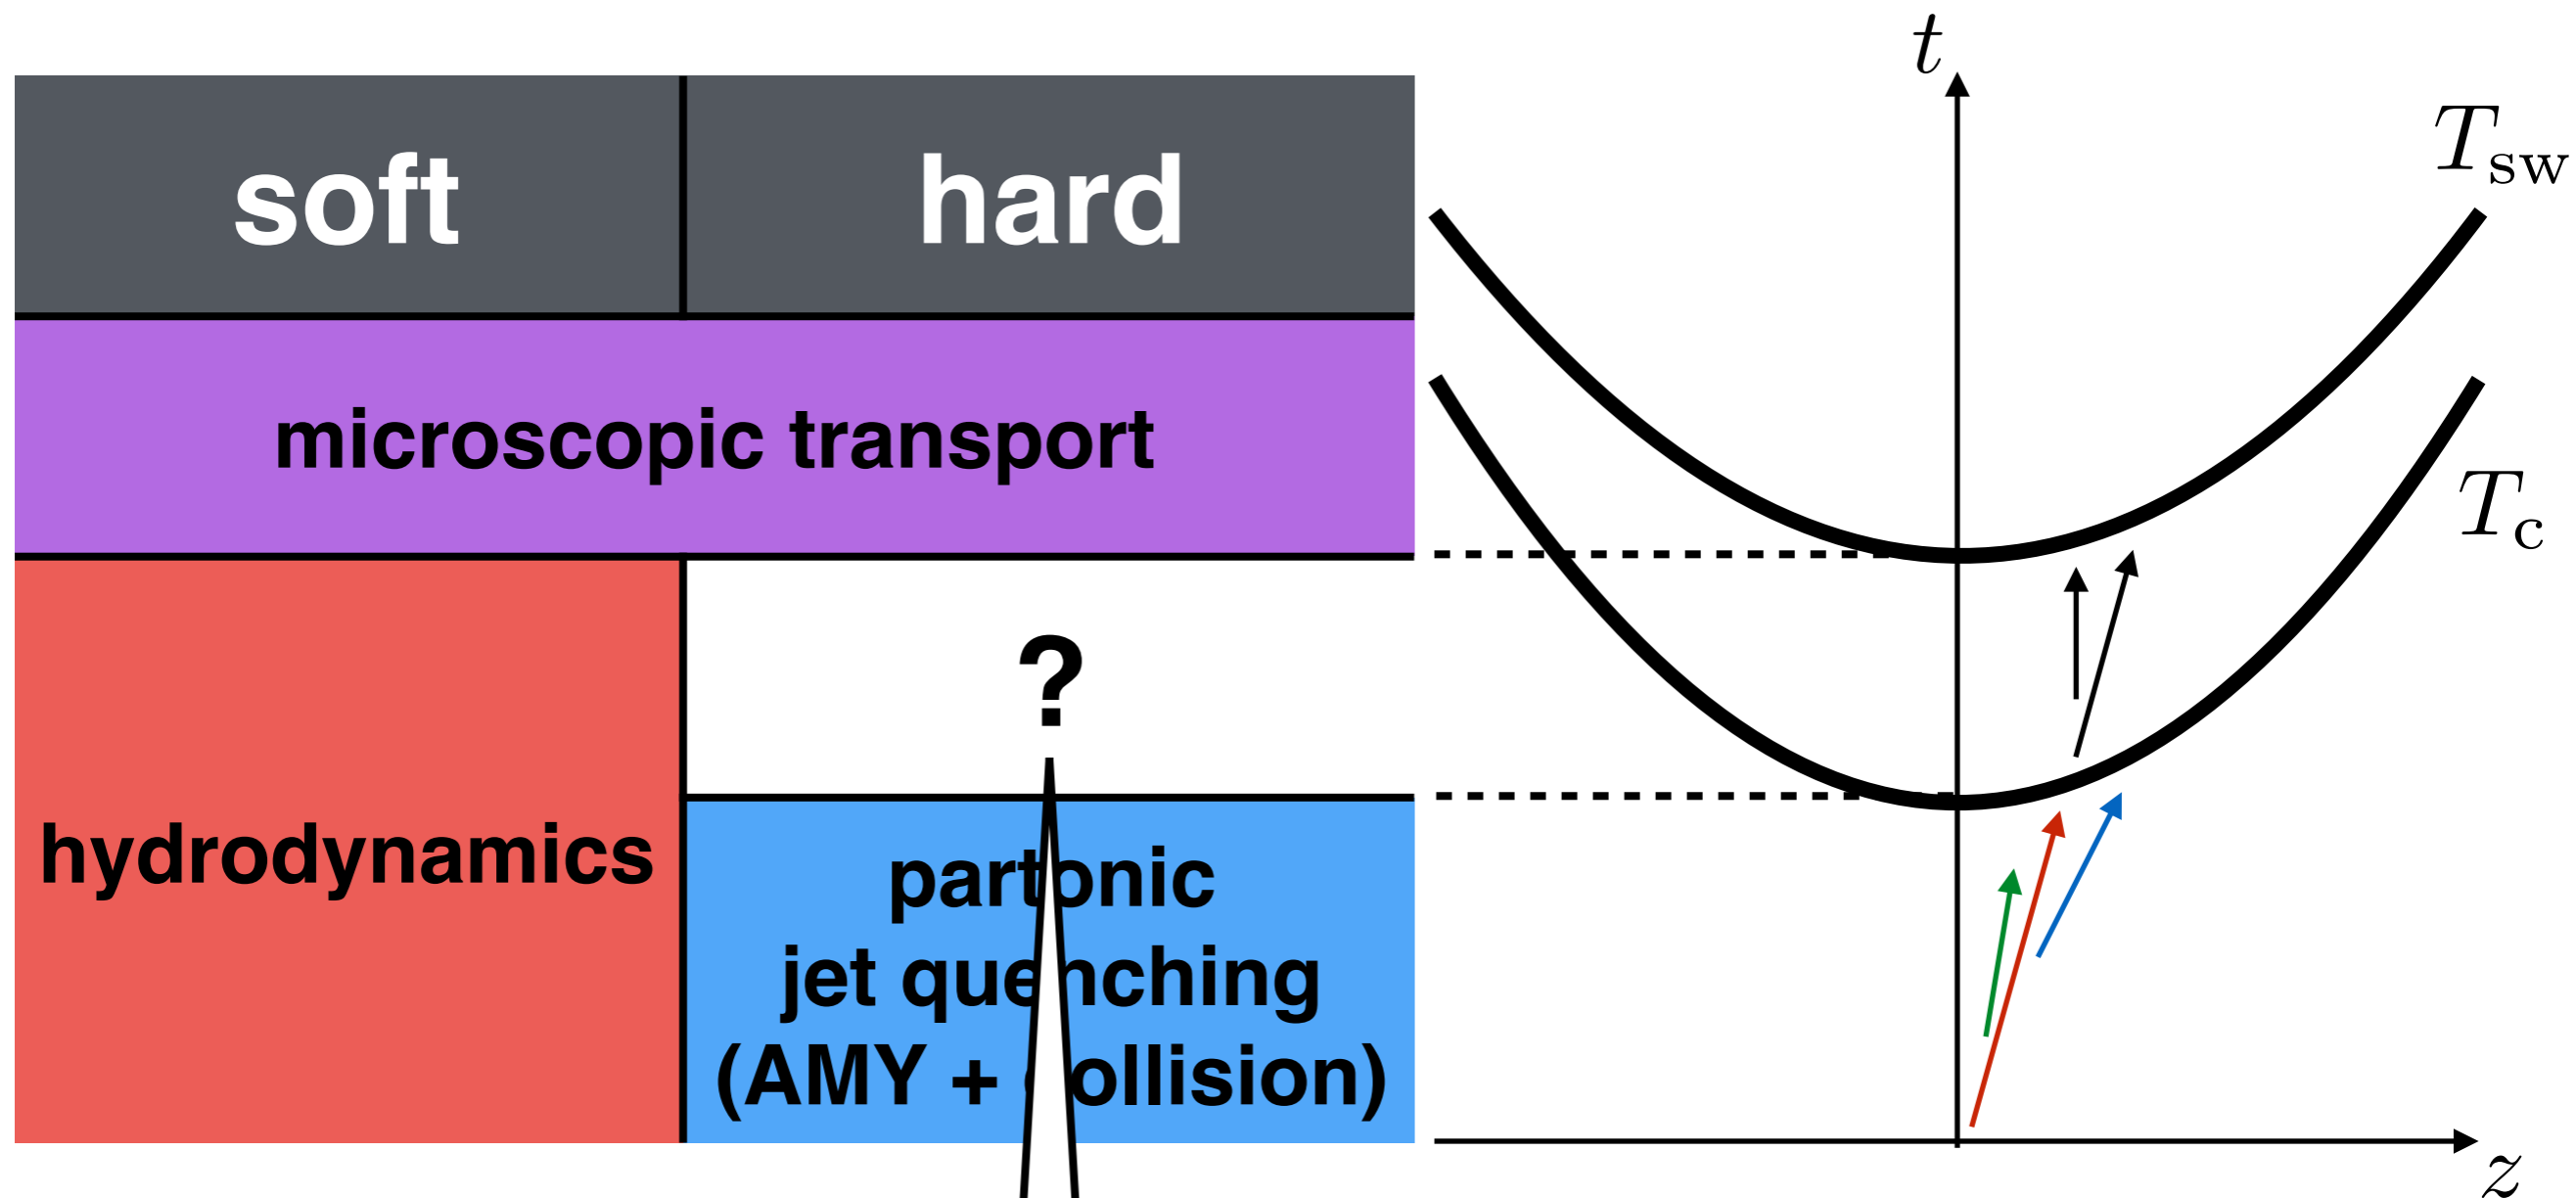 soft
hard
microscopic transport
?
hydrodynamics
partonic
jet quenching
(AMY + collision)
t
T_sw
T_c
z